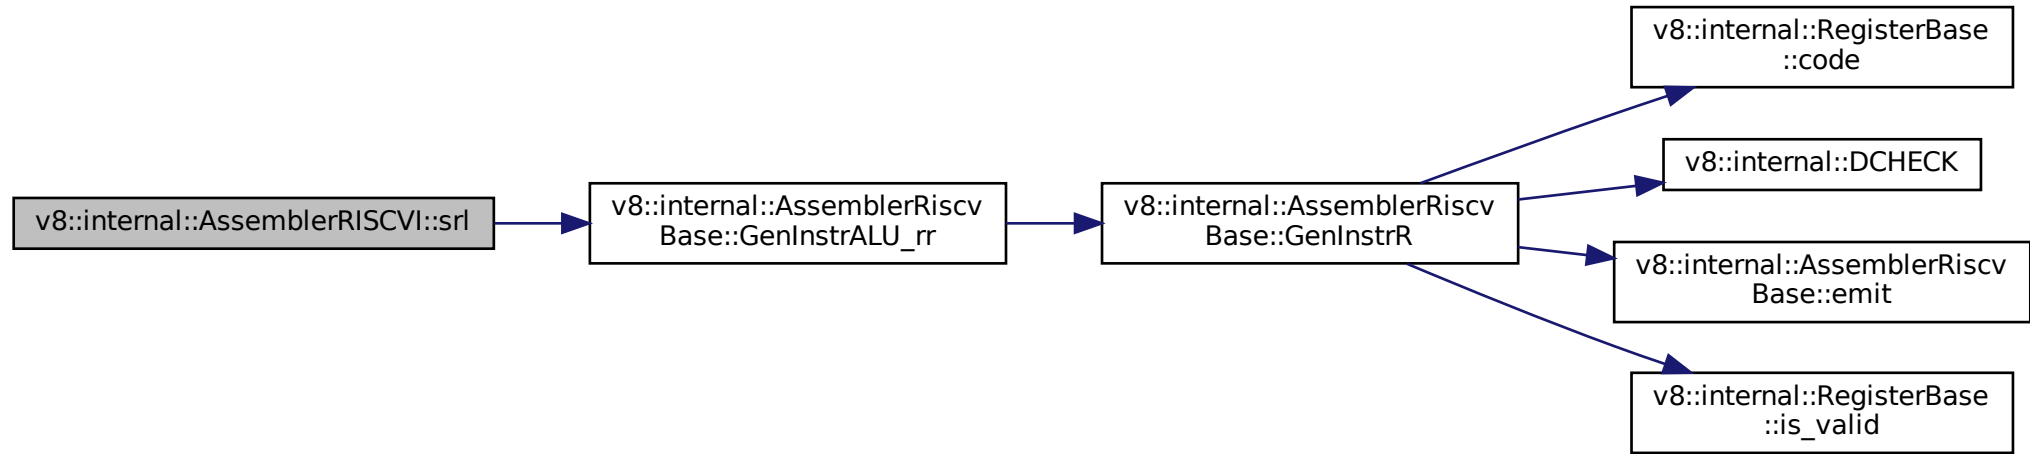 v8::internal::AssemblerRISCVI::srl
v8::internal::AssemblerRiscv
Base::GenInstrALU_rr
v8::internal::AssemblerRiscv
Base::GenInstrR
v8::internal::RegisterBase
::code
v8::internal::DCHECK
v8::internal::AssemblerRiscv
Base::emit
v8::internal::RegisterBase
::is_valid